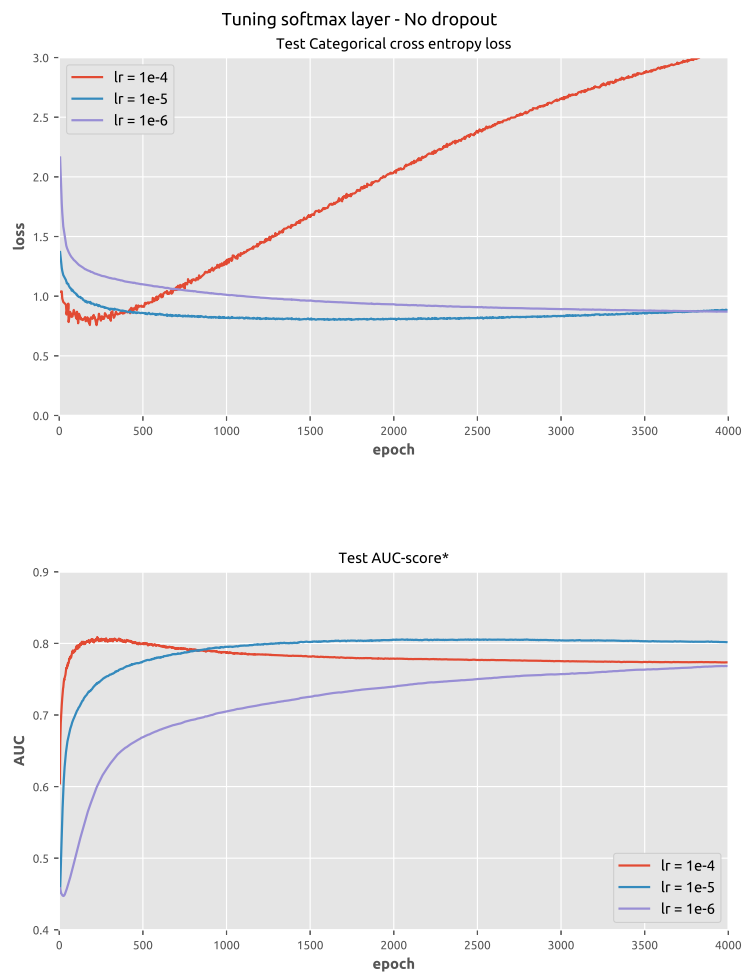 Tuning softmax layer - No dropout
Test Categorical cross entropy loss
lr = 1e-4
lr = 1e-5
lr = 1e-6
loss
3.0
2.5
2.0
1.5
1.0
0.5
0.0
0 500 1000 1500 2000 2500 3000 3500 4000
epoch
Test AUC-score*
AUC
0.9
0.8
0.7
0.6
0.5
0.4
lr = 1e-4
lr = 1e-5
lr = 1e-6
0 500 1000 1500 2000 2500 3000 3500 4000
epoch